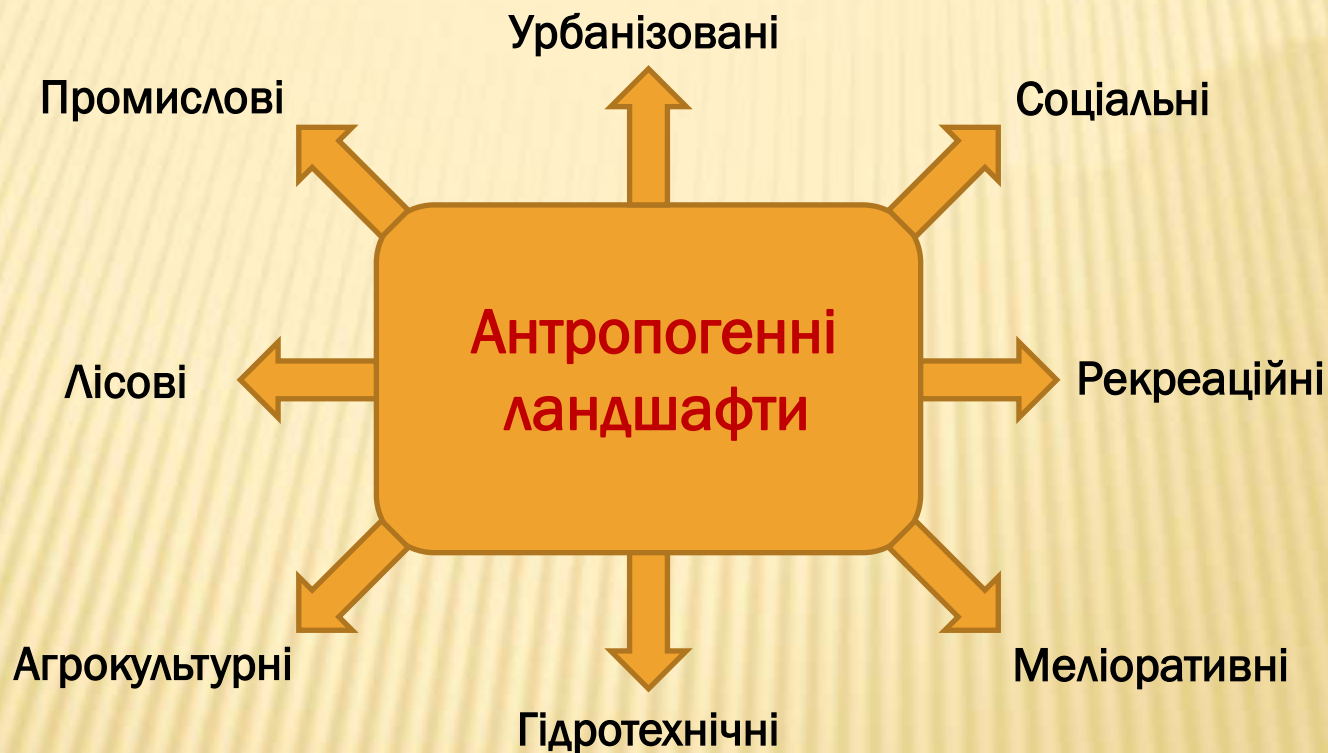 Урбанізовані
Промислові
Соціальні
Антропогенні
ландшафти
Лісові
Рекреаційні
Агрокультурні
Меліоративні
Гідротехнічні